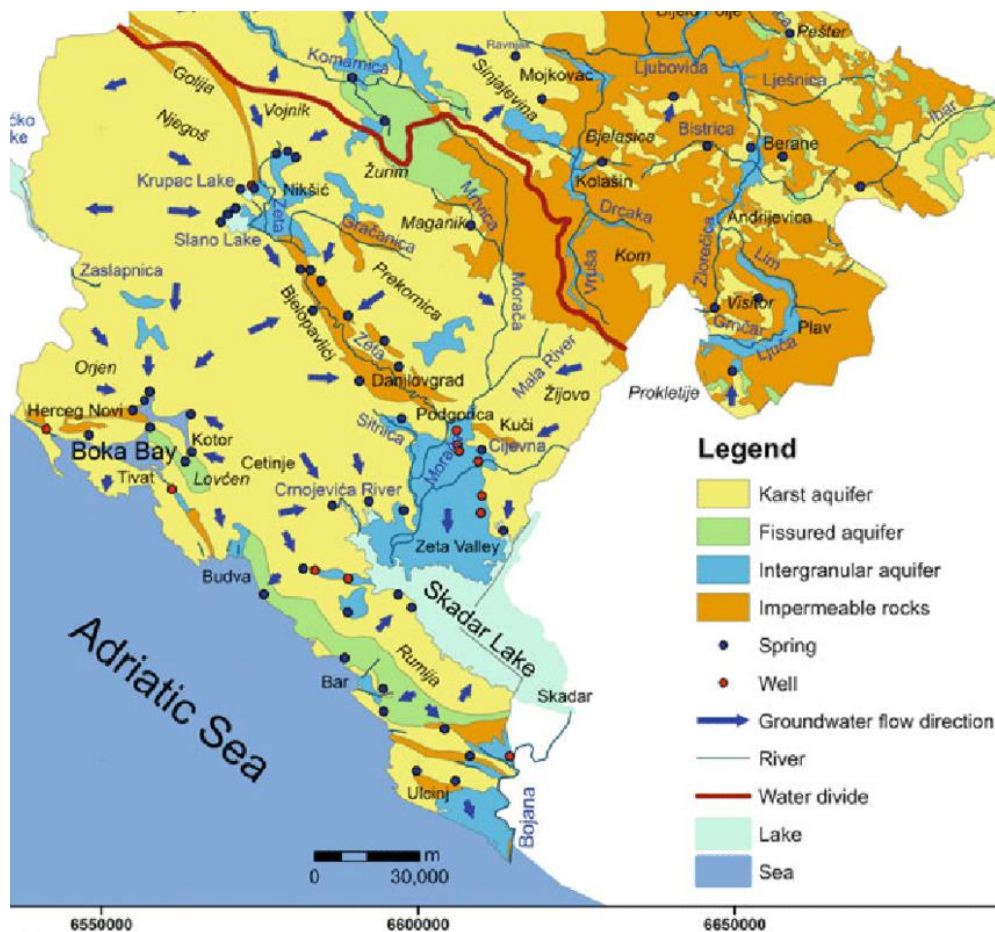 Bijelo Polje
Pešter
Ravnjak
Komarnica
Ljuboviđa
Golija
Sinjajevina
Mojkovac
Lješnica
Vojnik
Ibar
Njegoš
Bjelasica
Bistrica
Berane
Žurim
Kolašin
Krupac Lake
Nikšić
Mrtvica
Drcaka
Zeta
Maganik
Andrijevica
Gračanica
Slano Lake
Kom
Zlorečica
Lim
Vrjuša
Zaslapnica
Prekornica
Morača
Visitor
Bjelopavlići
Grnčar
Plav
Zeta
Ljuča
Orjen
Mala River
Danilovgrad
Žijovo
Prokletije
Herceg Novi
Podgorica
Sitnica
Kuči
Kotor
Morača
Cijevna
Boka Bay
Cetinje
Tivat
Lovćen
Crnojevića River
Zeta Valley
Budva
Skadar Lake
Rumija
Bar
Skadar
Adriatic Sea
Ulcinj
Bojana
Legend
Karst aquifer
Fissured aquifer
Intergranular aquifer
Impermeable rocks
Spring
Well
Groundwater flow direction
River
Water divide
Lake
Sea
m
0 30,000
6550000 6600000 6650000